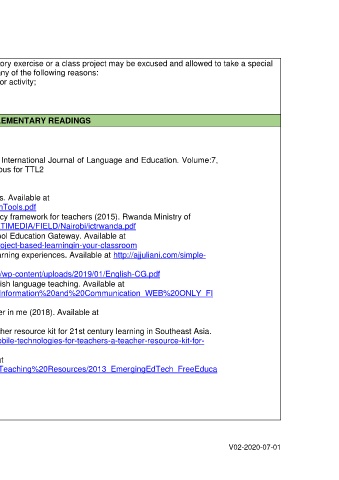 ory exercise or a class project may be excused and allowed to take a special
ny of the following reasons:
or activity;
EMENTARY READINGS
International Journal of Language and Education. Volume:7,
bus for TTL2
s. Available at
nTools.pdf
cy framework for teachers (2015). Rwanda Ministry of
TIMEDIA/FIELD/Nairobi/ictrwanda.pdf
ol Education Gateway. Available at
oject-based-learningin-your-classroom
arning experiences. Available at http://ajjuliani.com/simple-
/wp-content/uploads/2019/01/English-CG.pdf
ish language teaching. Available at
Information%20and%20Communication_WEB%20ONLY_FI
er in me (2018). Available at
her resource kit for 21st century learning in Southeast Asia.
bile-technologies-for-teachers-a-teacher-resource-kit-for-
at
Teaching%20Resources/2013_EmergingEdTech_FreeEduca
V02-2020-07-01